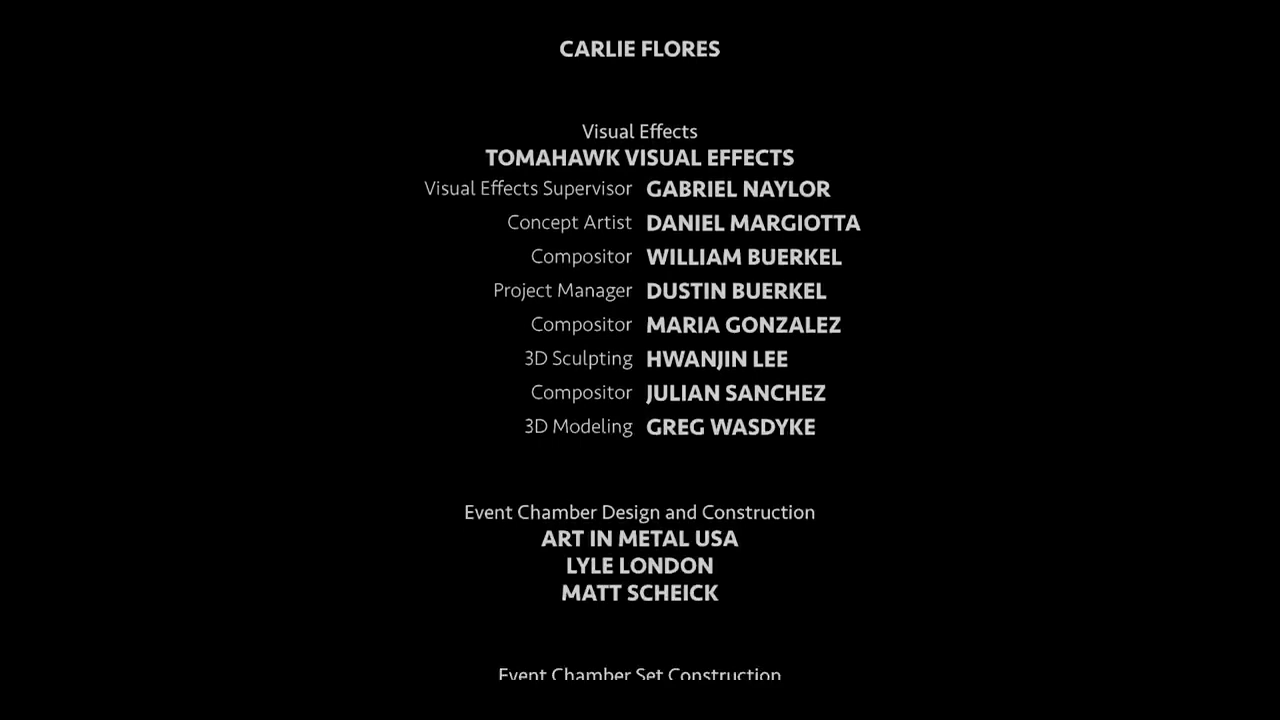 CARLIE FLORES
Visual Effects
TOMAHAWK VISUAL EFFECTS
Visual Effects Supervisor GABRIEL NAYLOR
Concept Artist DANIEL MARGIOTTA
Compositor WILLIAM BUERKEL
Project Manager DUSTIN BUERKEL
Compositor MARIA GONZALEZ
3D Sculpting HWANJIN LEE
Compositor JULIAN SANCHEZ
3D Modeling GREG WASDYKE
Event Chamber Design and Construction
ART IN METAL USA
LYLE LONDON
MATT SCHEICK
Event Chamber Set Construction